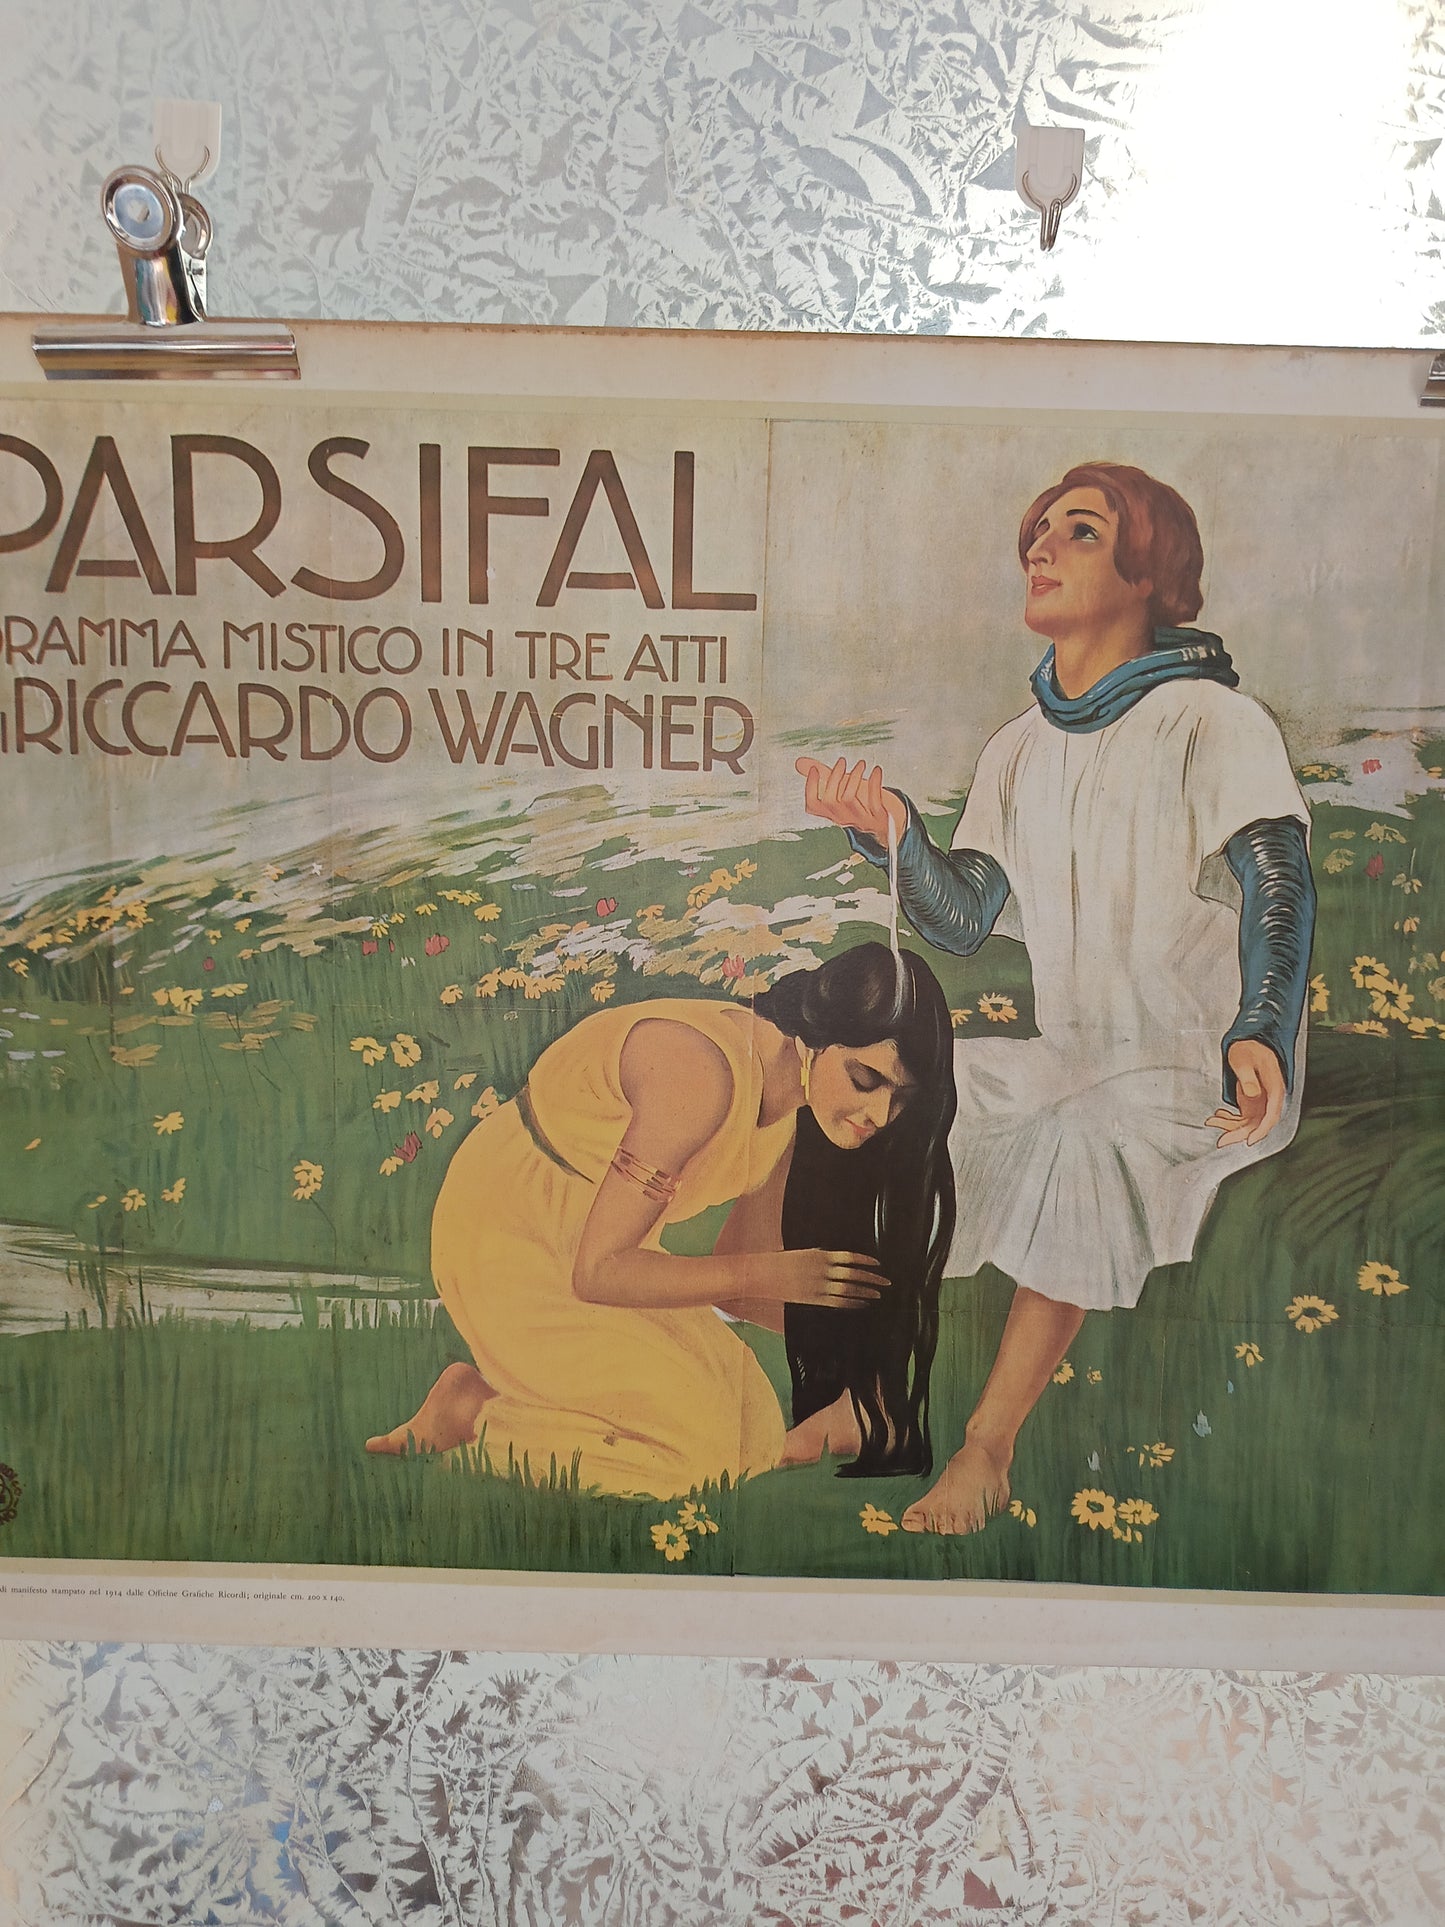 PARSIFAL
DRAMMA MISTICO IN TRE ATTI
RICCARDO WAGNER
di manifesto stampato nel 1914 dalle Officine Grafiche Ricordi; originale cm. 200 x 140.